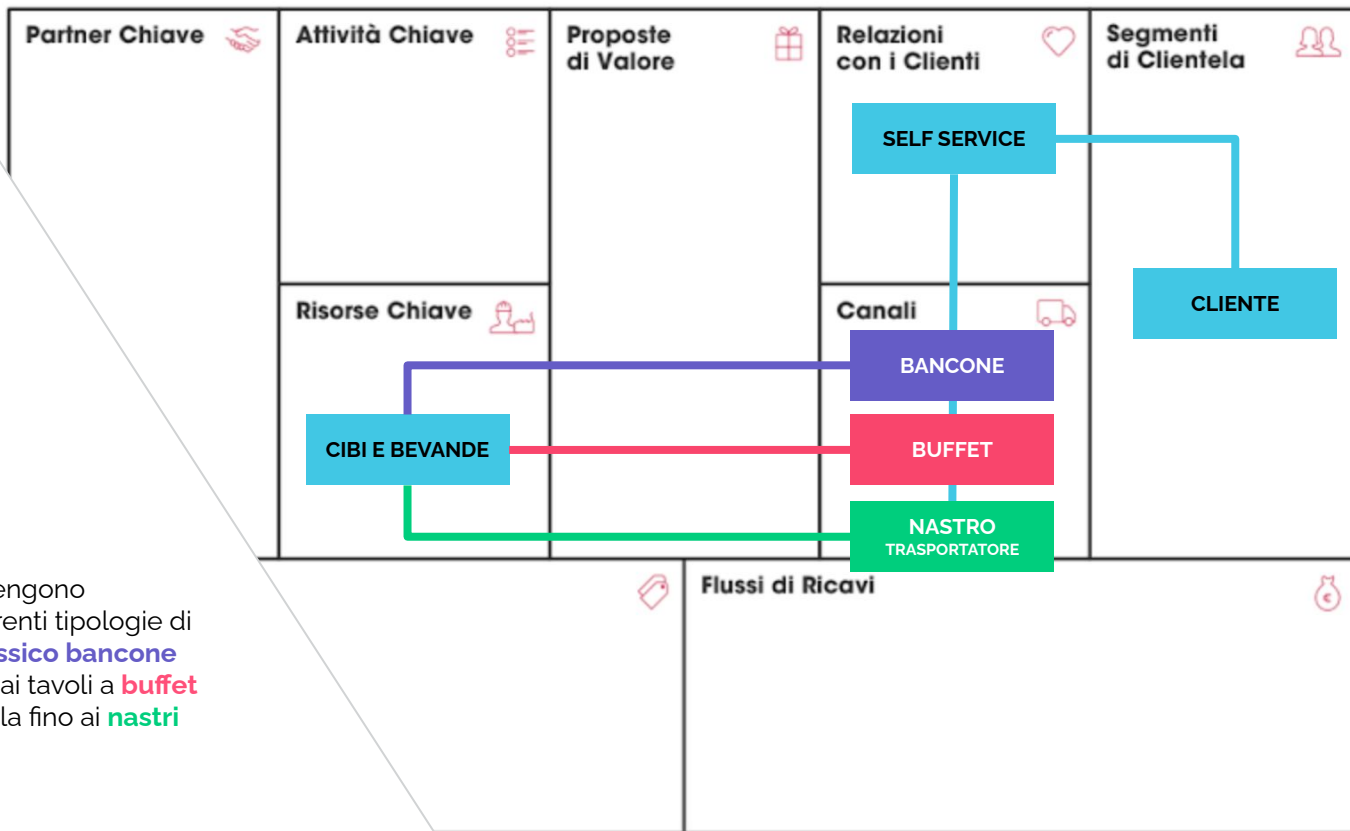 Partner Chiave
Attività Chiave
Proposte
di Valore
Relazioni
con i Clienti
Segmenti
di Clientela
SELF SERVICE
CLIENTE
Risorse Chiave
Canali
BANCONE
CIBI E BEVANDE
BUFFET
NASTRO
TRASPORTATORE
Flussi di Ricavi
€
engono
renti tipologie di
ssico bancone
ai tavoli a buffet
la fino ai nastri